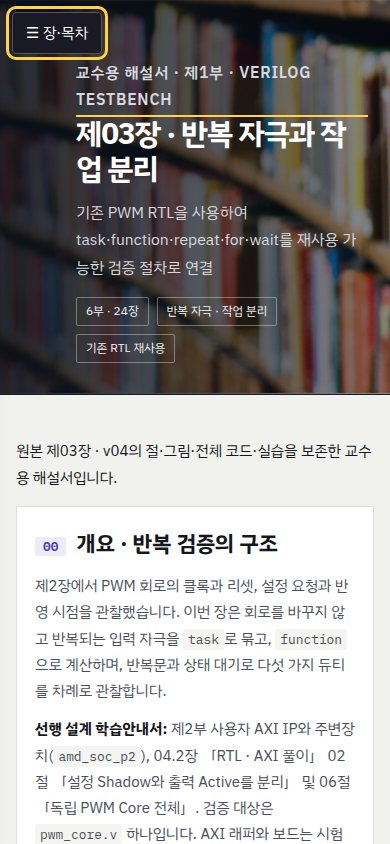 ☰ 장·목차
교수용 해설서 · 제1부 · VERILOG
TESTBENCH
제03장 · 반복 자극과 작
업 분리
기존 PWM RTL을 사용하여
task·function·repeat·for·wait를 재사용 가
능한 검증 절차로 연결
6부 · 24장
반복 자극 · 작업 분리
기존 RTL 재사용
원본 제03장 · v04의 절·그림·전체 코드·실습을 보존한 교수
용 해설서입니다.
00 개요 · 반복 검증의 구조
제2장에서 PWM 회로의 클록과 리셋, 설정 요청과 반
영 시점을 관찰했습니다. 이번 장은 회로를 바꾸지 않
고 반복되는 입력 자극을 task 로 묶고, function
으로 계산하며, 반복문과 상태 대기로 다섯 가지 듀티
를 차례로 관찰합니다.
선행 설계 학습안내서: 제2부 사용자 AXI IP와 주변장
치( amd_soc_p2 ), 04.2장 「RTL · AXI 풀이」 02
절 「설정 Shadow와 출력 Active를 분리」 및 06절
「독립 PWM Core 전체」. 검증 대상은
pwm_core.v 하나입니다. AXI 래퍼와 보드는 시험